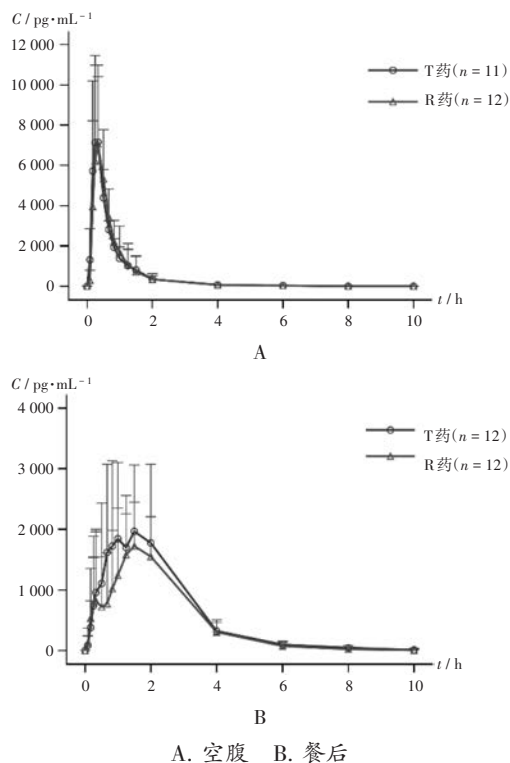 C / pg·mL⁻¹
12 000
10 000
8 000
6 000
4 000
2 000
0
T药(n = 11)
R药(n = 12)
0 2 4 6 8 10
t / h
A
C / pg·mL⁻¹
4 000
3 000
2 000
1 000
0
T药(n = 12)
R药(n = 12)
0 2 4 6 8 10
t / h
B
A. 空腹 B. 餐后